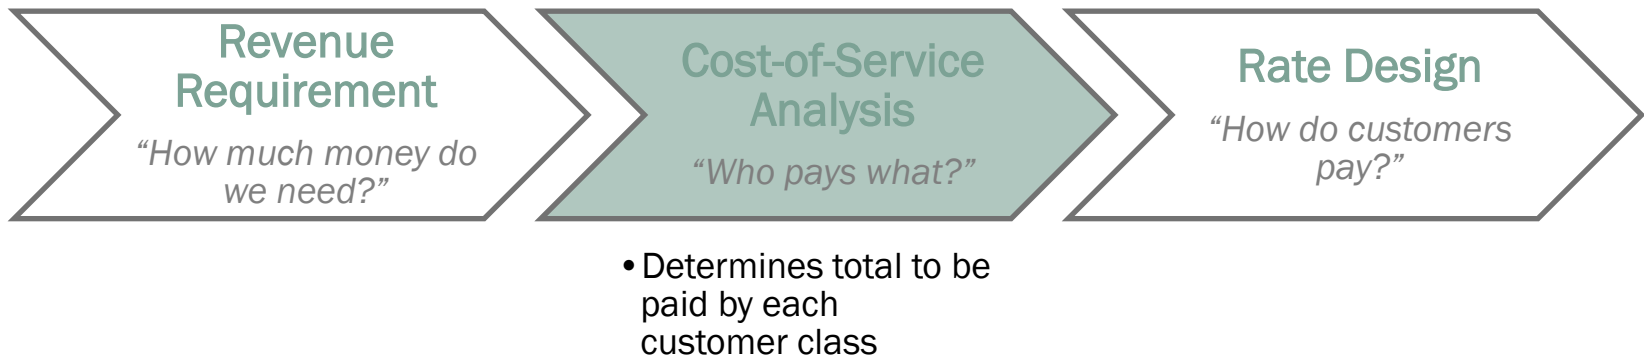 Revenue
Requirement
“How much money do
we need?”
Cost-of-Service
Analysis
“Who pays what?”
Rate Design
“How do customers
pay?”
•Determines total to be
paid by each
customer class